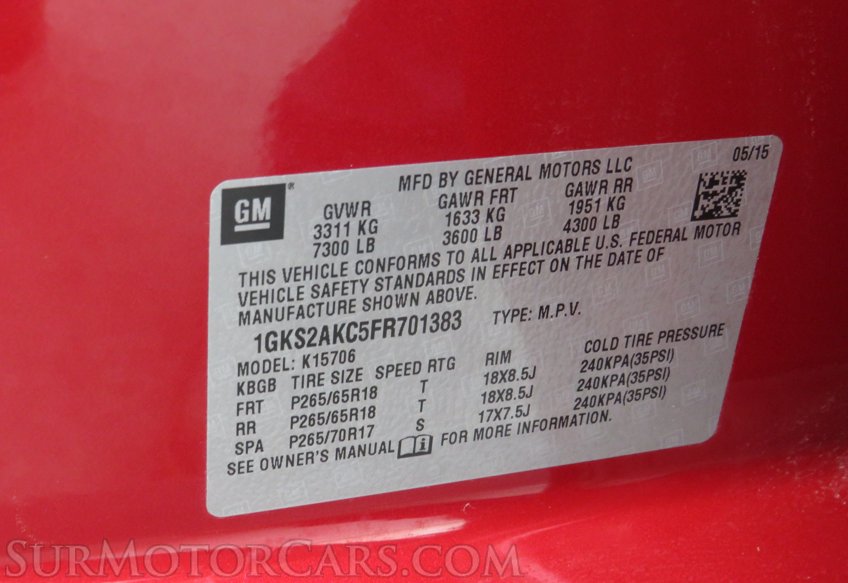 MFD BY GENERAL MOTORS LLC 05/15
GM®
GVWR GAWR FRT GAWR RR
3311 KG 1633 KG 1951 KG
7300 LB 3600 LB 4300 LB
THIS VEHICLE CONFORMS TO ALL APPLICABLE U.S. FEDERAL MOTOR
VEHICLE SAFETY STANDARDS IN EFFECT ON THE DATE OF
MANUFACTURE SHOWN ABOVE.
1GKS2AKC5FR701383 TYPE: M.P.V.
MODEL: K15706
KBGB TIRE SIZE SPEED RTG RIM COLD TIRE PRESSURE
FRT P265/65R18 T 18X8.5J 240KPA(35PSI)
RR P265/65R18 T 18X8.5J 240KPA(35PSI)
SPA P265/70R17 S 17X7.5J 240KPA(35PSI)
SEE OWNER'S MANUAL i FOR MORE INFORMATION.
SURMOTORCARS.COM